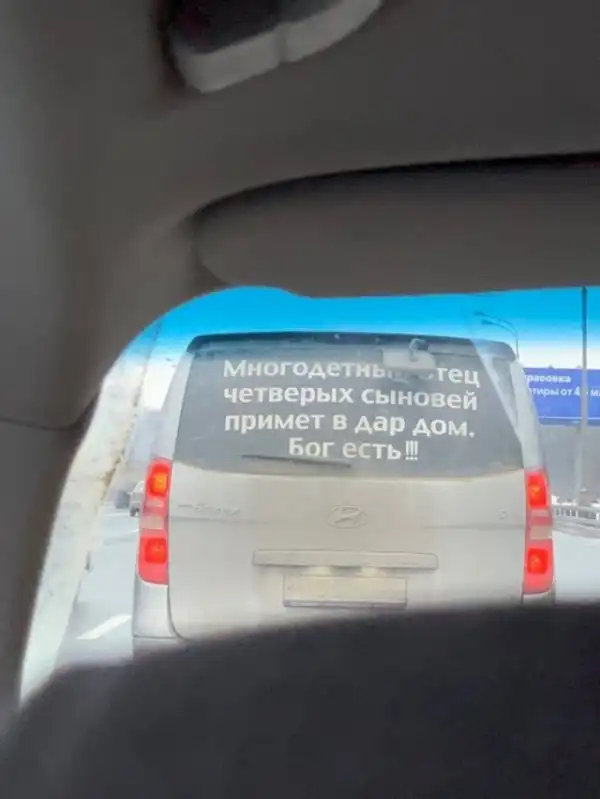 Многодетный отец
четверых сыновей
примет в дар дом.
Бог есть!!!